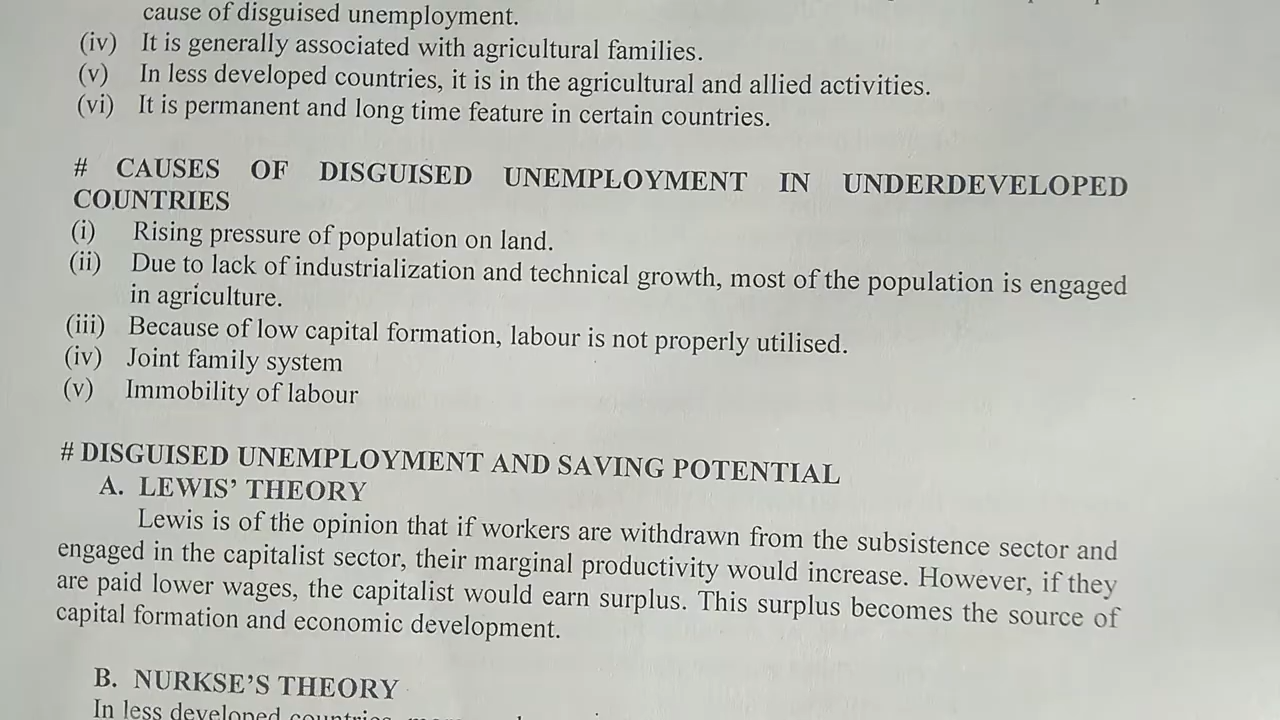 cause of disguised unemployment.
(iv) It is generally associated with agricultural families.
(v) In less developed countries, it is in the agricultural and allied activities.
(vi) It is permanent and long time feature in certain countries.
# CAUSES OF DISGUISED UNEMPLOYMENT IN UNDERDEVELOPED
COUNTRIES
(i) Rising pressure of population on land.
(ii) Due to lack of industrialization and technical growth, most of the population is engaged
in agriculture.
(iii) Because of low capital formation, labour is not properly utilised.
(iv) Joint family system
(v) Immobility of labour
# DISGUISED UNEMPLOYMENT AND SAVING POTENTIAL
A. LEWIS' THEORY
Lewis is of the opinion that if workers are withdrawn from the subsistence sector and
engaged in the capitalist sector, their marginal productivity would increase. However, if they
are paid lower wages, the capitalist would earn surplus. This surplus becomes the source of
capital formation and economic development.
B. NURKSE'S THEORY
In less developed countries,